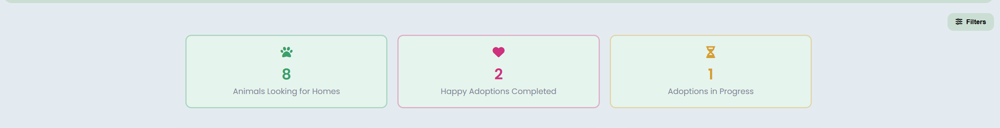 Filters
8
Animals Looking for Homes
2
Happy Adoptions Completed
1
Adoptions in Progress